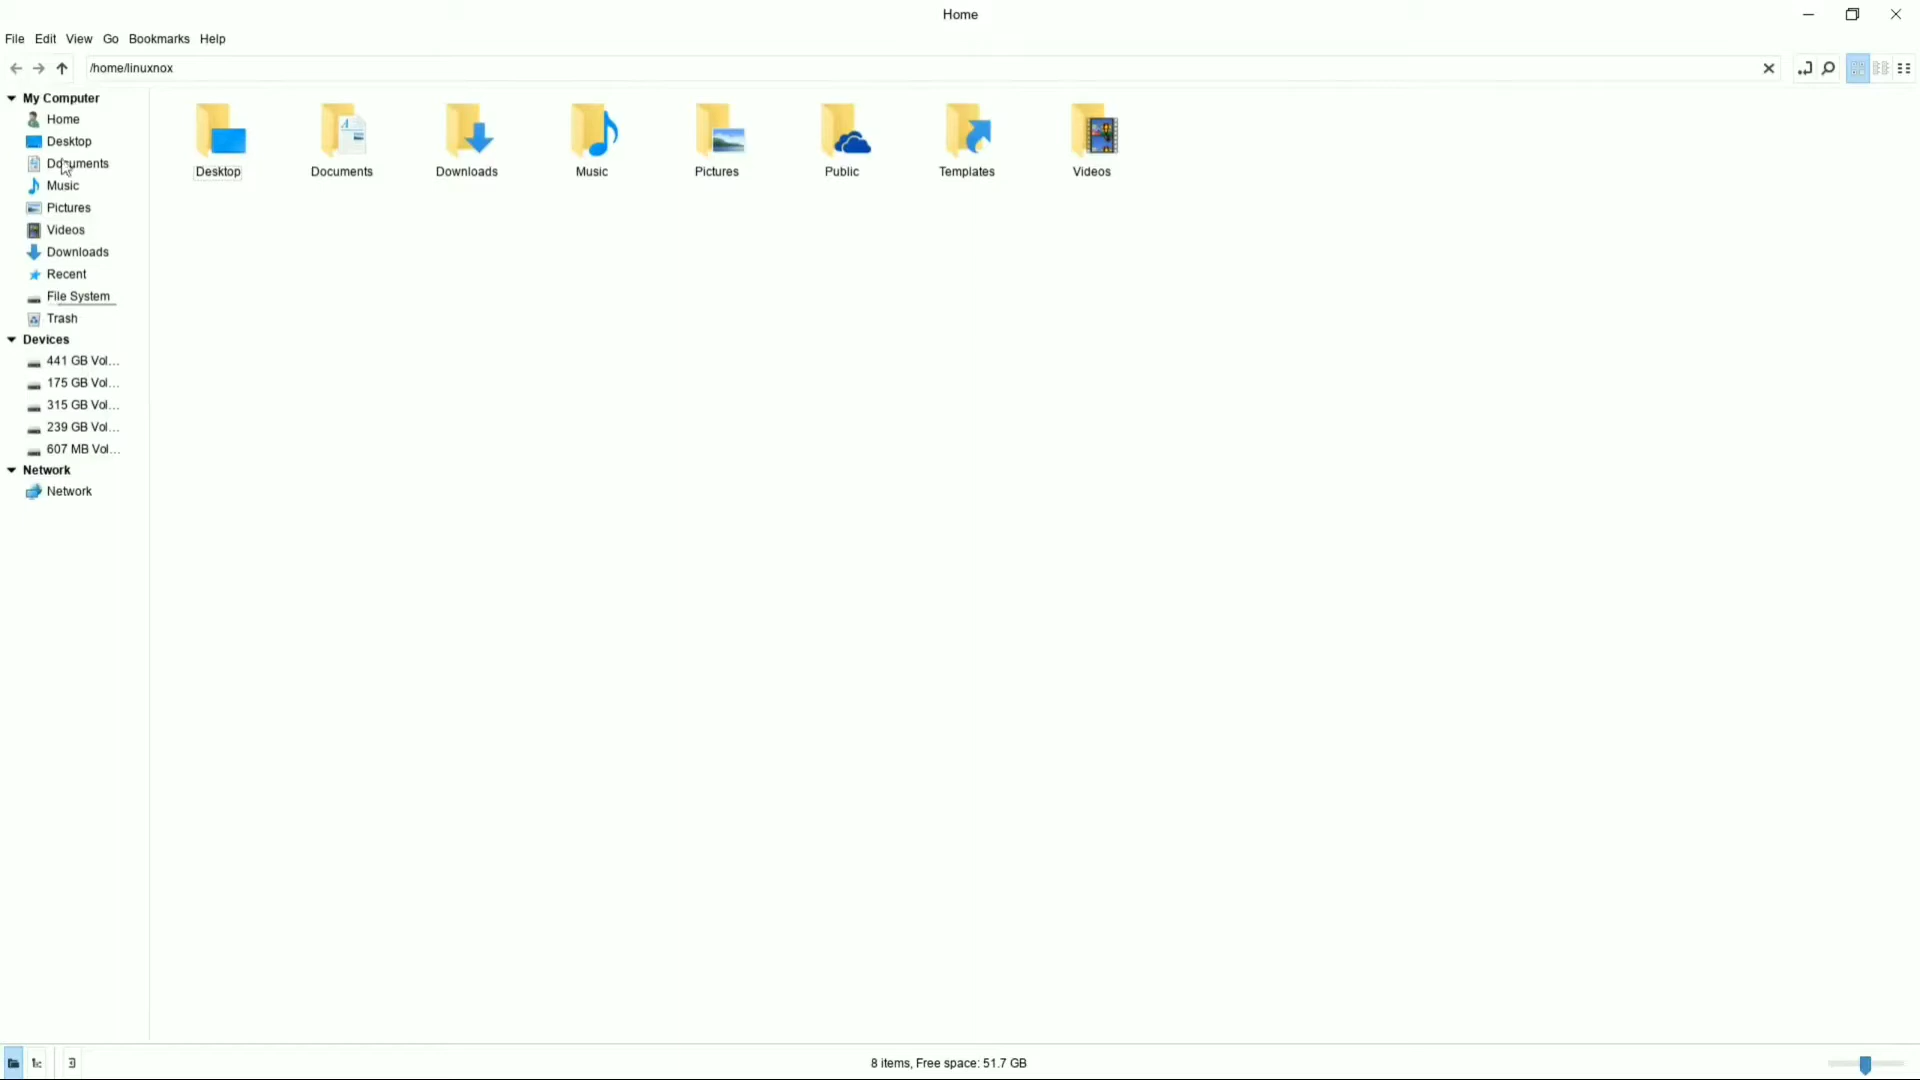 Home
File Edit View Go Bookmarks Help
/home/linuxnox
My Computer
Home
Desktop
Documents
Music
Pictures
Videos
Downloads
Recent
File System
Trash
Devices
441 GB Vol...
175 GB Vol...
315 GB Vol...
239 GB Vol...
607 MB Vol...
Network
Network
Desktop Documents Downloads Music Pictures Public Templates Videos
8 items, Free space: 51.7 GB